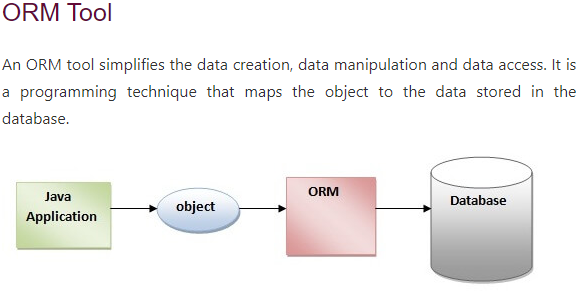 ORM Tool
An ORM tool simplifies the data creation, data manipulation and data access. It is
a programming technique that maps the object to the data stored in the
database.
Java
Application
object
ORM
Database